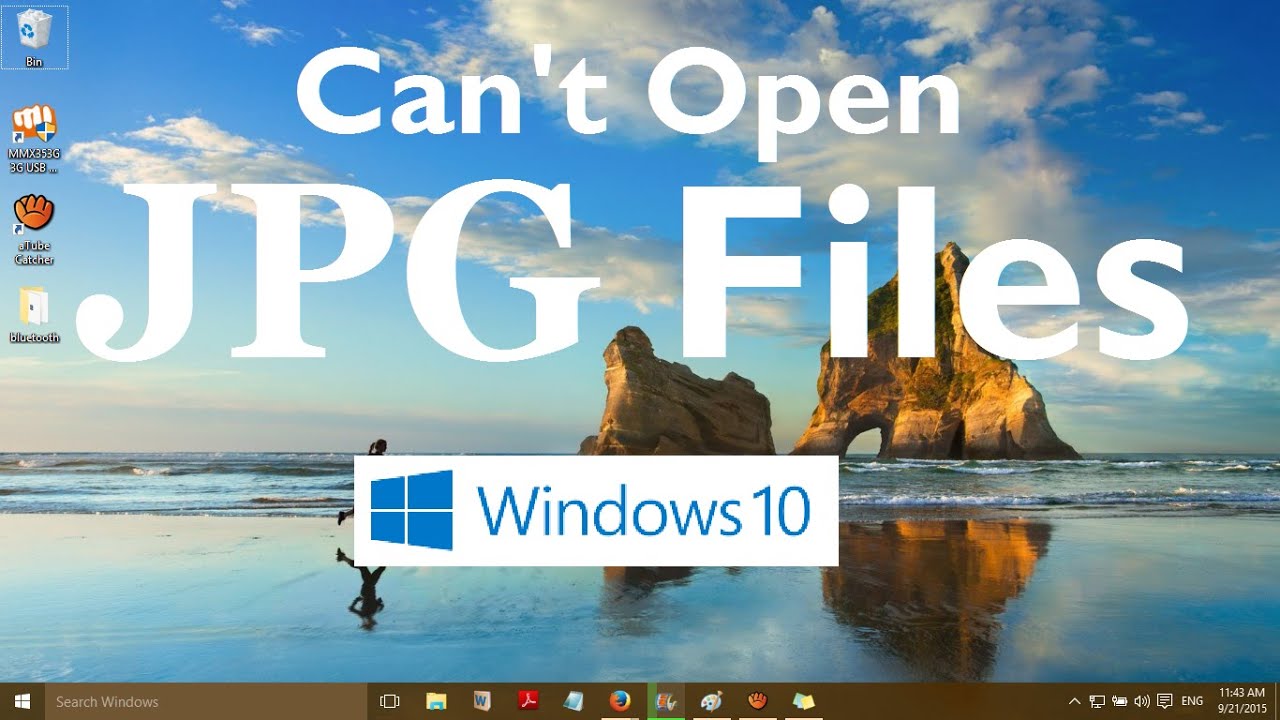 Can't Open
JPG Files
Windows 10
Bin
MMX353G
3G USB ...
aTube
Catcher
bluetooth
Search Windows
ENG
11:43 AM
9/21/2015